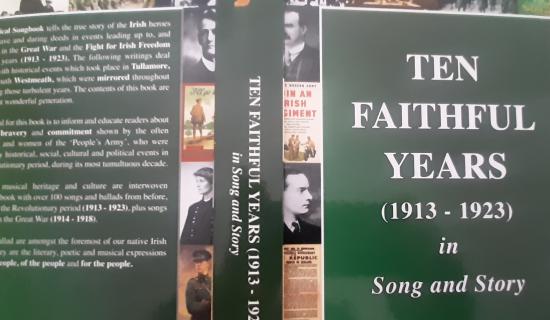 ical Songbook tells the true story of the Irish heroes
ave and daring deeds in events leading up to, and
in the Great War and the Fight for Irish Freedom
years (1913 - 1923). The following writings deal
ith historical events which took place in Tullamore,
uth Westmeath, which were mirrored throughout
g those turbulent years. The contents of this book are
t wonderful generation.
al for this book is to inform and educate readers about
bravery and commitment shown by the often
and women of the 'People's Army', who were
y historical, social, cultural and political events in
utionary period, during its most tumultuous decade.
musical heritage and culture are interwoven
book with over 100 songs and ballads from before,
the Revolutionary period (1913 - 1923), plus songs
the Great War (1914 - 1918).
allad are amongst the foremost of our native Irish
y are the literary, poetic and musical expressions
eople, of the people and for the people.
TEN FAITHFUL YEARS (1913 - 192
in Song and Story
IN AN
IRISH
GIMENT
REPUBLIC
TEN
FAITHFUL
YEARS
(1913 - 1923)
in
Song and Story